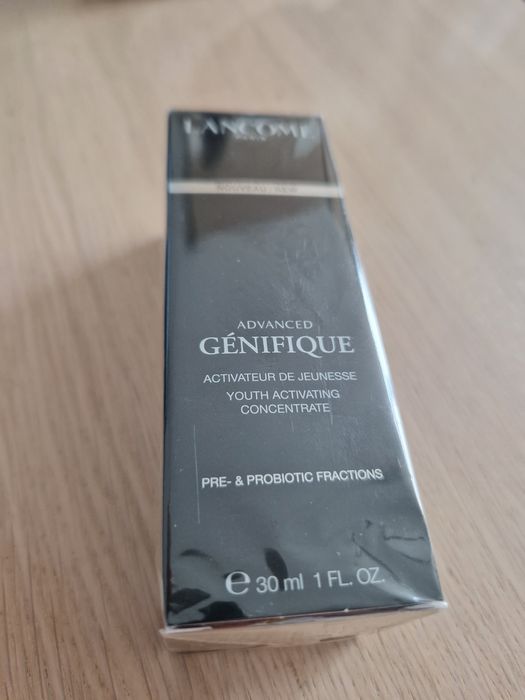 LANCÔME
PARIS
NOUVEAU / NEW
ADVANCED
GÉNIFIQUE
ACTIVATEUR DE JEUNESSE
YOUTH ACTIVATING
CONCENTRATE
PRE- & PROBIOTIC FRACTIONS
℮ 30 ml 1 FL. OZ.